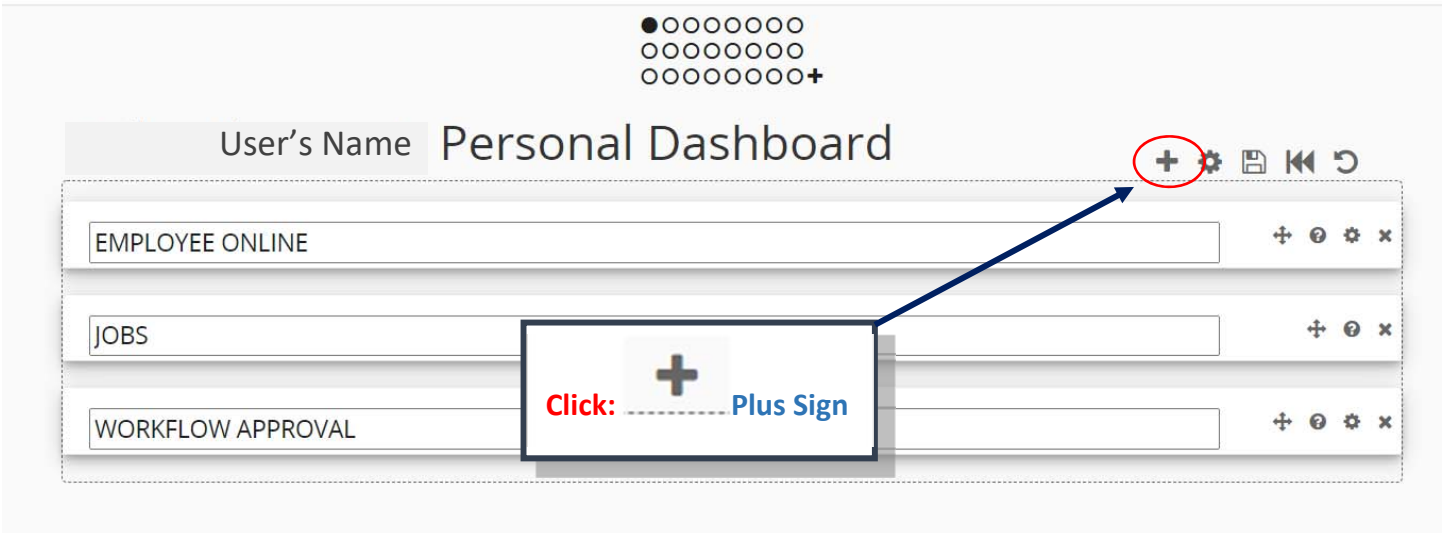 User’s Name Personal Dashboard
EMPLOYEE ONLINE
JOBS
Click: Plus Sign
WORKFLOW APPROVAL